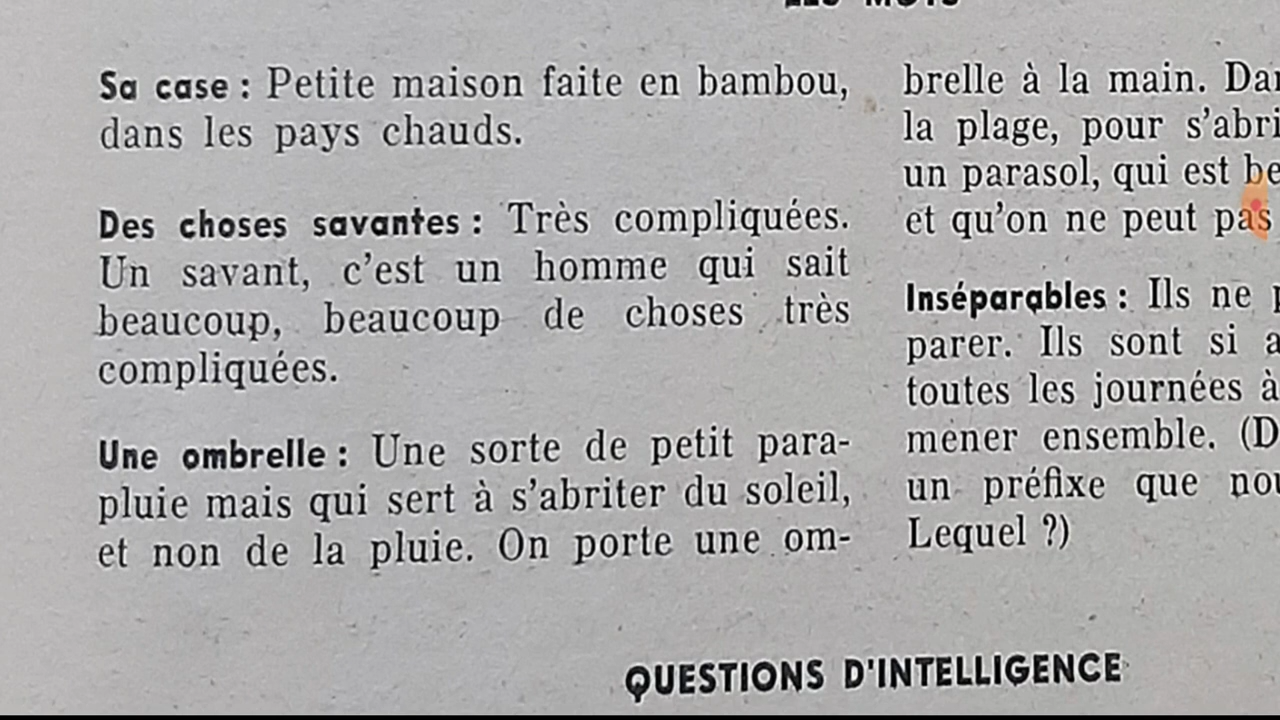 LES MOTS
Sa case : Petite maison faite en bambou,
dans les pays chauds.
Des choses savantes : Très compliquées.
Un savant, c'est un homme qui sait
beaucoup, beaucoup de choses très
compliquées.
Une ombrelle : Une sorte de petit para-
pluie mais qui sert à s'abriter du soleil,
et non de la pluie. On porte une om-
brelle à la main.
la plage, pour
un parasol, qui est
et qu'on ne peut pas
Inséparables : Ils ne
parer. Ils sont si
toutes les journées à
mener ensemble.
un préfixe que
Lequel ?)
QUESTIONS D'INTELLIGENCE